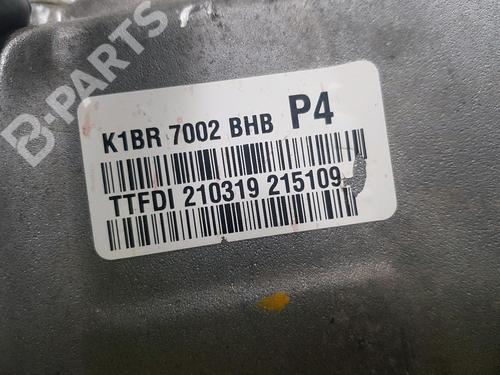 B-PARTS
K1BR 7002 BHB P4
TTFDI 210319 215109